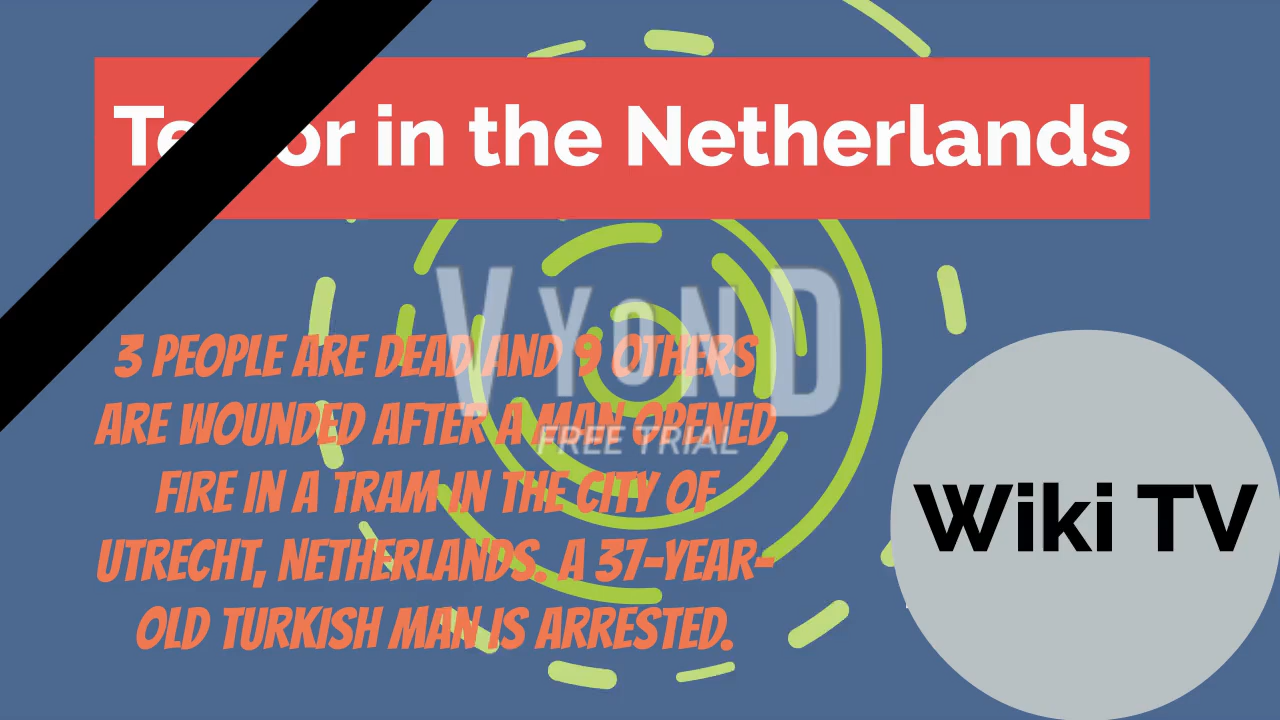 Terror in the Netherlands
VYOND
FREE TRIAL
3 PEOPLE ARE DEAD AND 9 OTHERS
ARE WOUNDED AFTER A MAN OPENED
FIRE IN A TRAM IN THE CITY OF
UTRECHT, NETHERLANDS. A 37-YEAR-
OLD TURKISH MAN IS ARRESTED.
Wiki TV